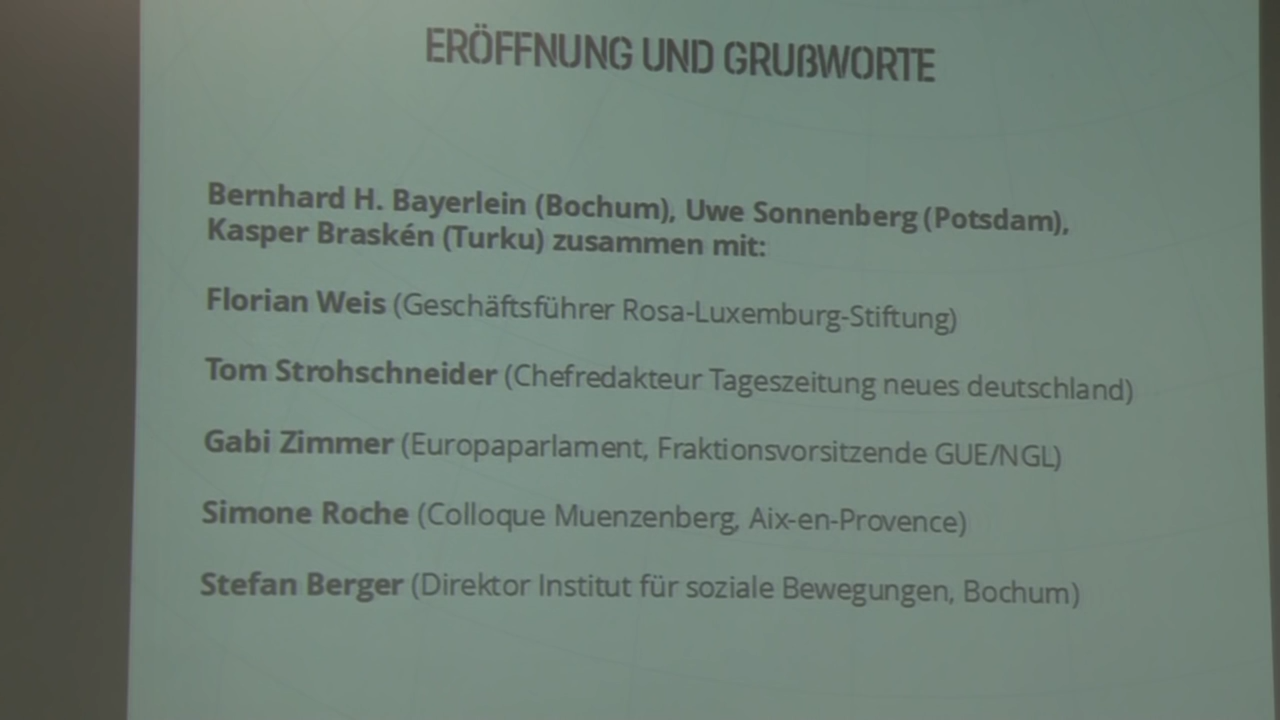 ERÖFFNUNG UND GRUßWORTE
Bernhard H. Bayerlein (Bochum), Uwe Sonnenberg (Potsdam),
Kasper Braskén (Turku) zusammen mit:
Florian Weis (Geschäftsführer Rosa-Luxemburg-Stiftung)
Tom Strohschneider (Chefredakteur Tageszeitung neues deutschland)
Gabi Zimmer (Europaparlament, Fraktionsvorsitzende GUE/NGL)
Simone Roche (Colloque Muenzenberg, Aix-en-Provence)
Stefan Berger (Direktor Institut für soziale Bewegungen, Bochum)